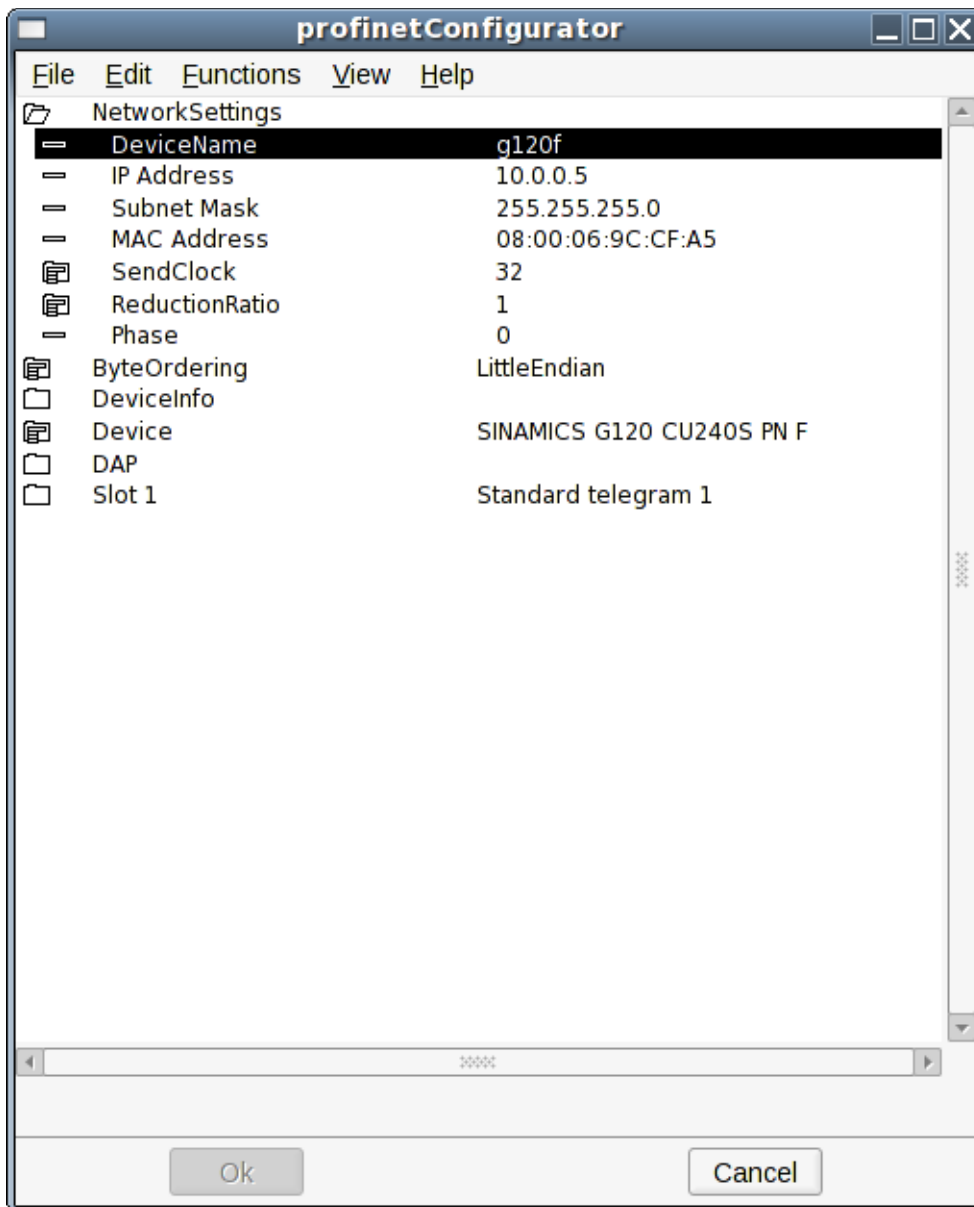 profinetConfigurator
File Edit Functions View Help
NetworkSettings
DeviceName g120f
IP Address 10.0.0.5
Subnet Mask 255.255.255.0
MAC Address 08:00:06:9C:CF:A5
SendClock 32
ReductionRatio 1
Phase 0
ByteOrdering LittleEndian
DeviceInfo
Device SINAMICS G120 CU240S PN F
DAP
Slot 1 Standard telegram 1
Ok Cancel